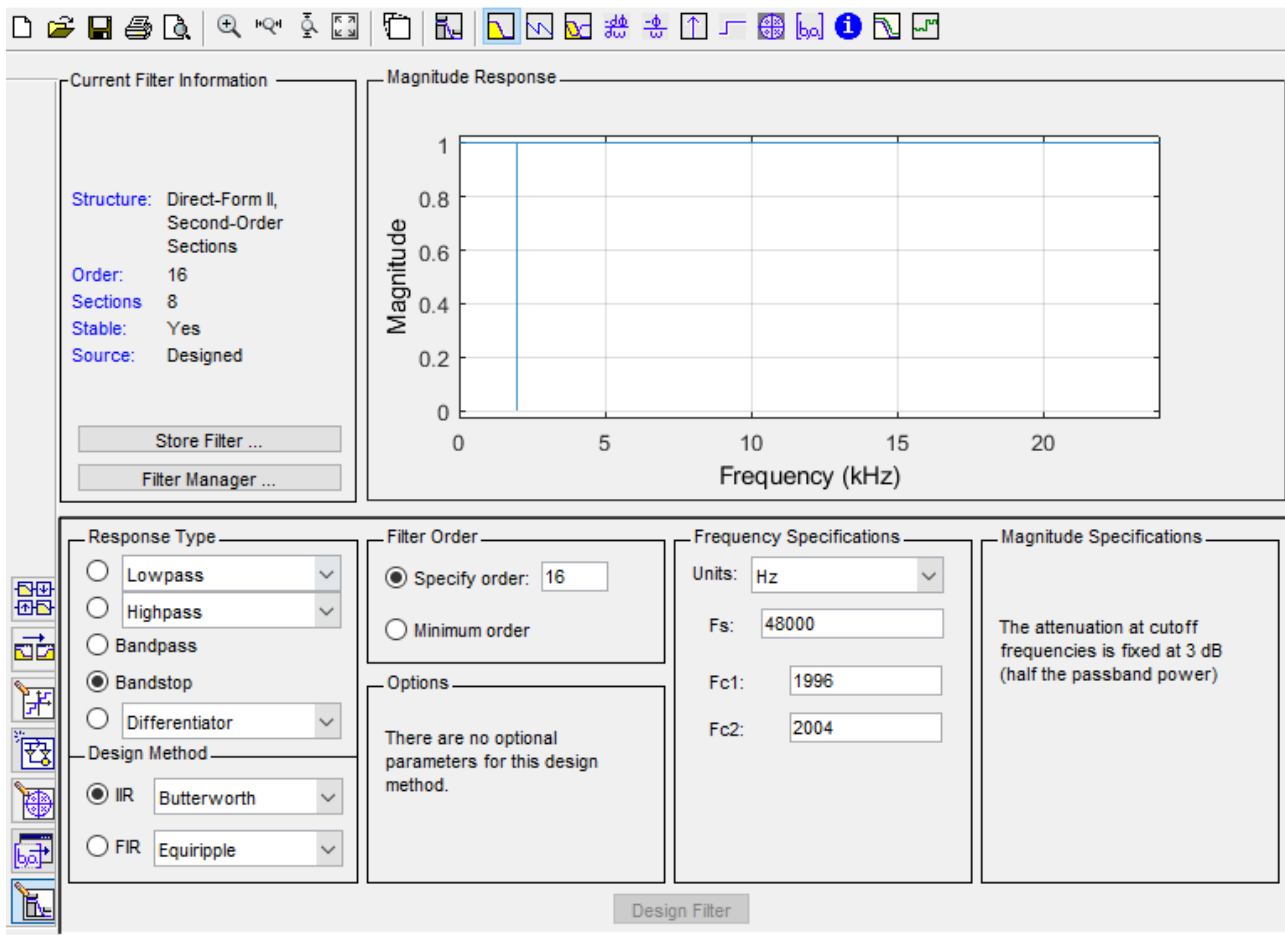 Current Filter Information
Structure: Direct-Form II,
Second-Order
Sections
Order: 16
Sections 8
Stable: Yes
Source: Designed
Store Filter ...
Filter Manager ...
Magnitude Response
1
0.8
0.6
0.4
0.2
0
Magnitude
0 5 10 15 20
Frequency (kHz)
Response Type
Lowpass
Highpass
Bandpass
Bandstop
Differentiator
Design Method
IIR Butterworth
FIR Equiripple
Filter Order
Specify order: 16
Minimum order
Options
There are no optional
parameters for this design
method.
Frequency Specifications
Units: Hz
Fs: 48000
Fc1: 1996
Fc2: 2004
Magnitude Specifications
The attenuation at cutoff
frequencies is fixed at 3 dB
(half the passband power)
Design Filter